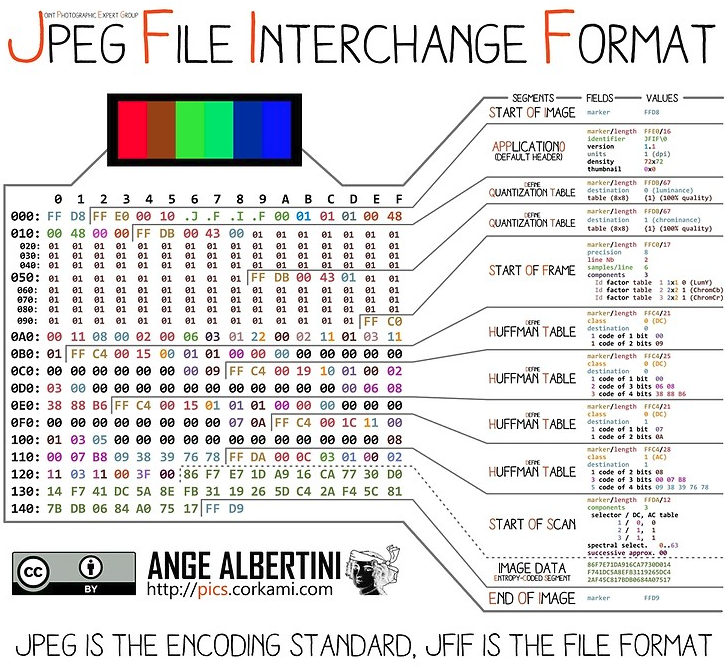 JOINT PHOTOGRAPHIC EXPERT GROUP
JPEG FILE INTERCHANGE FORMAT
0 1 2 3 4 5 6 7 8 9 A B C D E F
000: FF D8 FF E0 00 10 .J .F .I .F 00 01 01 01 00 48
010: 00 48 00 00 FF DB 00 43 00 01 01 01 01 01 01 01
020: 01 01 01 01 01 01 01 01 01 01 01 01 01 01 01 01
030: 01 01 01 01 01 01 01 01 01 01 01 01 01 01 01 01
040: 01 01 01 01 01 01 01 01 01 01 01 01 01 01 01 01
050: 01 01 01 01 01 01 01 01 01 FF DB 00 43 01 01 01
060: 01 01 01 01 01 01 01 01 01 01 01 01 01 01 01 01
070: 01 01 01 01 01 01 01 01 01 01 01 01 01 01 01 01
080: 01 01 01 01 01 01 01 01 01 01 01 01 01 01 01 01
090: 01 01 01 01 01 01 01 01 01 01 01 01 01 01 FF C0
0A0: 00 11 08 00 02 00 06 03 01 22 00 02 11 01 03 11
0B0: 01 FF C4 00 15 00 01 01 00 00 00 00 00 00 00 00
0C0: 00 00 00 00 00 00 00 09 FF C4 00 19 10 01 00 02
0D0: 03 00 00 00 00 00 00 00 00 00 00 00 00 00 06 08
0E0: 38 88 B6 FF C4 00 15 01 01 01 00 00 00 00 00 00
0F0: 00 00 00 00 00 00 00 00 07 0A FF C4 00 1C 11 00
100: 01 03 05 00 00 00 00 00 00 00 00 00 00 00 00 08
110: 00 07 B8 09 38 39 76 78 FF DA 00 0C 03 01 00 02
120: 11 03 11 00 3F 00 86 F7 E7 1D A9 16 CA 77 30 D0
130: 14 F7 41 DC 5A 8E FB 31 19 26 5D C4 2A F4 5C 81
140: 7B DB 06 84 A0 75 17 FF D9
SEGMENTS FIELDS VALUES
START OF IMAGE
marker FFD8
APPLICATION0
(DEFAULT HEADER)
marker/length FFE0/16
identifier JFIF\0
version 1.1
units 1 (dpi)
density 72x72
thumbnail 0x0
DEFINE
QUANTIZATION TABLE
marker/length FFDB/67
destination 0 (luminance)
table (8x8) {1} (100% quality)
DEFINE
QUANTIZATION TABLE
marker/length FFDB/67
destination 1 (chrominance)
table (8x8) {1} (100% quality)
START OF FRAME
marker/length FFC0/17
precision 8
line Nb 2
samples/line 6
components 3
Id factor table 1 1x1 0 (LumY)
Id factor table 2 2x2 1 (ChromCb)
Id factor table 3 2x2 1 (ChromCr)
DEFINE
HUFFMAN TABLE
marker/length FFC4/21
class 0 (DC)
destination 0
1 code of 1 bit 00
1 code of 2 bits 09
DEFINE
HUFFMAN TABLE
marker/length FFC4/25
class 0 (DC)
destination 0
1 code of 1 bit 00
2 code of 3 bits 06 08
3 code of 4 bits 38 88 B6
DEFINE
HUFFMAN TABLE
marker/length FFC4/21
class 0 (DC)
destination 1
1 code of 1 bit 07
1 code of 2 bits 0A
DEFINE
HUFFMAN TABLE
marker/length FFC4/28
class 1 (AC)
destination 1
1 code of 2 bits 08
3 code of 3 bits 00 07 B8
5 code of 4 bits 09 38 39 76 78
START OF SCAN
marker/length FFDA/12
components 3
selector / DC, AC table
1 / 0, 0
2 / 1, 1
3 / 1, 1
spectral select. 0..63
successive approx. 00
IMAGE DATA
ENTROPY-CODED SEGMENT
86F7E71DA916CA7730D014
F741DC5A8EFB3119265DC4
2AF45C817BDB0684A07517
END OF IMAGE
marker FFD9
cc
BY
ANGE ALBERTINI
http://pics.corkami.com
JPEG IS THE ENCODING STANDARD, JFIF IS THE FILE FORMAT